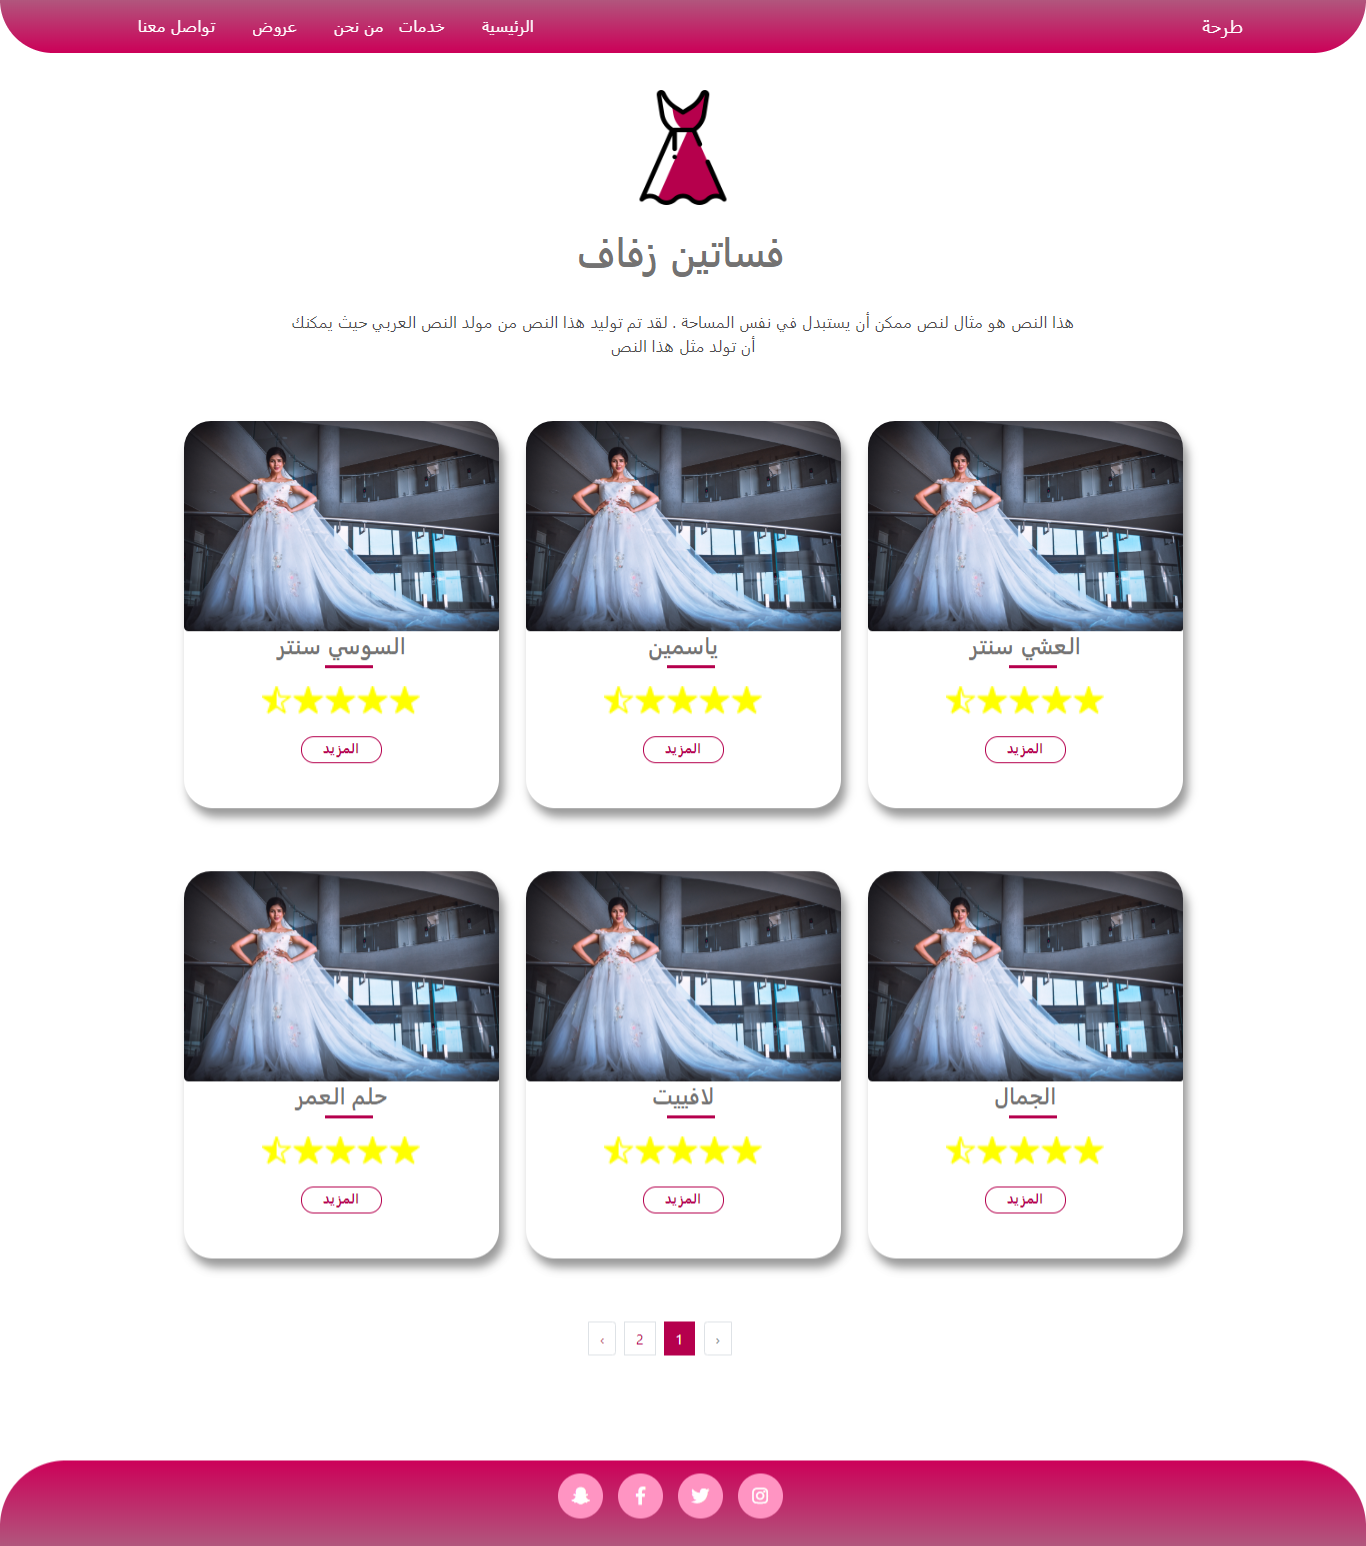 طرحة
الرئيسية خدمات من نحن عروض تواصل معنا
فساتين زفاف
هذا النص هو مثال لنص ممكن أن يستبدل في نفس المساحة . لقد تم توليد هذا النص من مولد النص العربي حيث يمكنك
أن تولد مثل هذا النص
العشي سنتر
المزيد
ياسمين
المزيد
السوسي سنتر
المزيد
الجمال
المزيد
لافييت
المزيد
حلم العمر
المزيد
‹ 1 2 ›